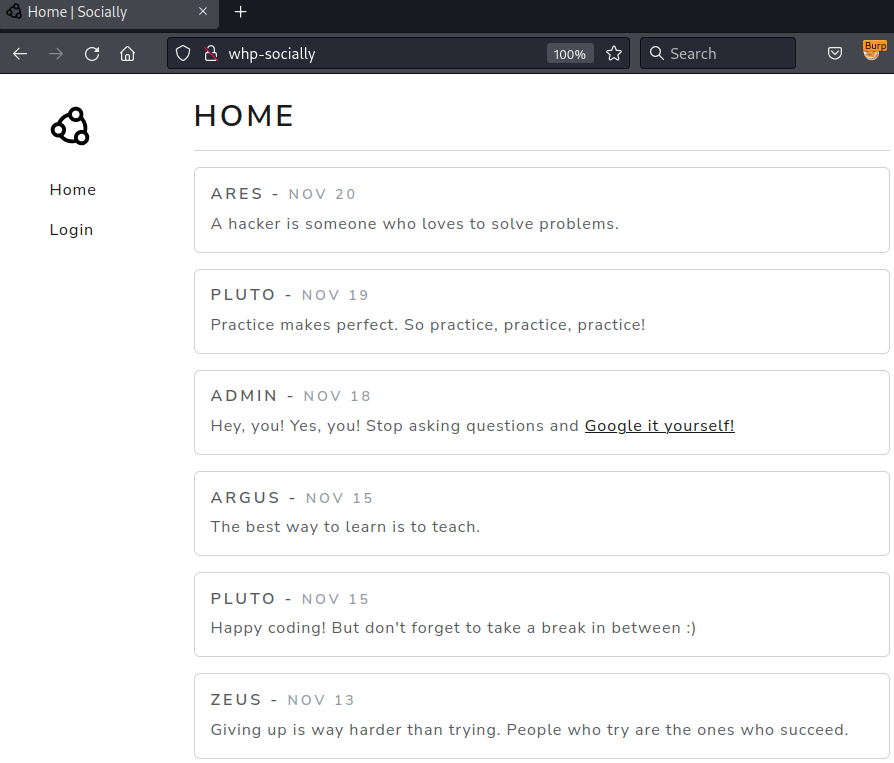 Home | Socially
whp-socially
100%
Search
Burp
HOME
Home
Login
ARES - NOV 20
A hacker is someone who loves to solve problems.
PLUTO - NOV 19
Practice makes perfect. So practice, practice, practice!
ADMIN - NOV 18
Hey, you! Yes, you! Stop asking questions and Google it yourself!
ARGUS - NOV 15
The best way to learn is to teach.
PLUTO - NOV 15
Happy coding! But don't forget to take a break in between :)
ZEUS - NOV 13
Giving up is way harder than trying. People who try are the ones who succeed.